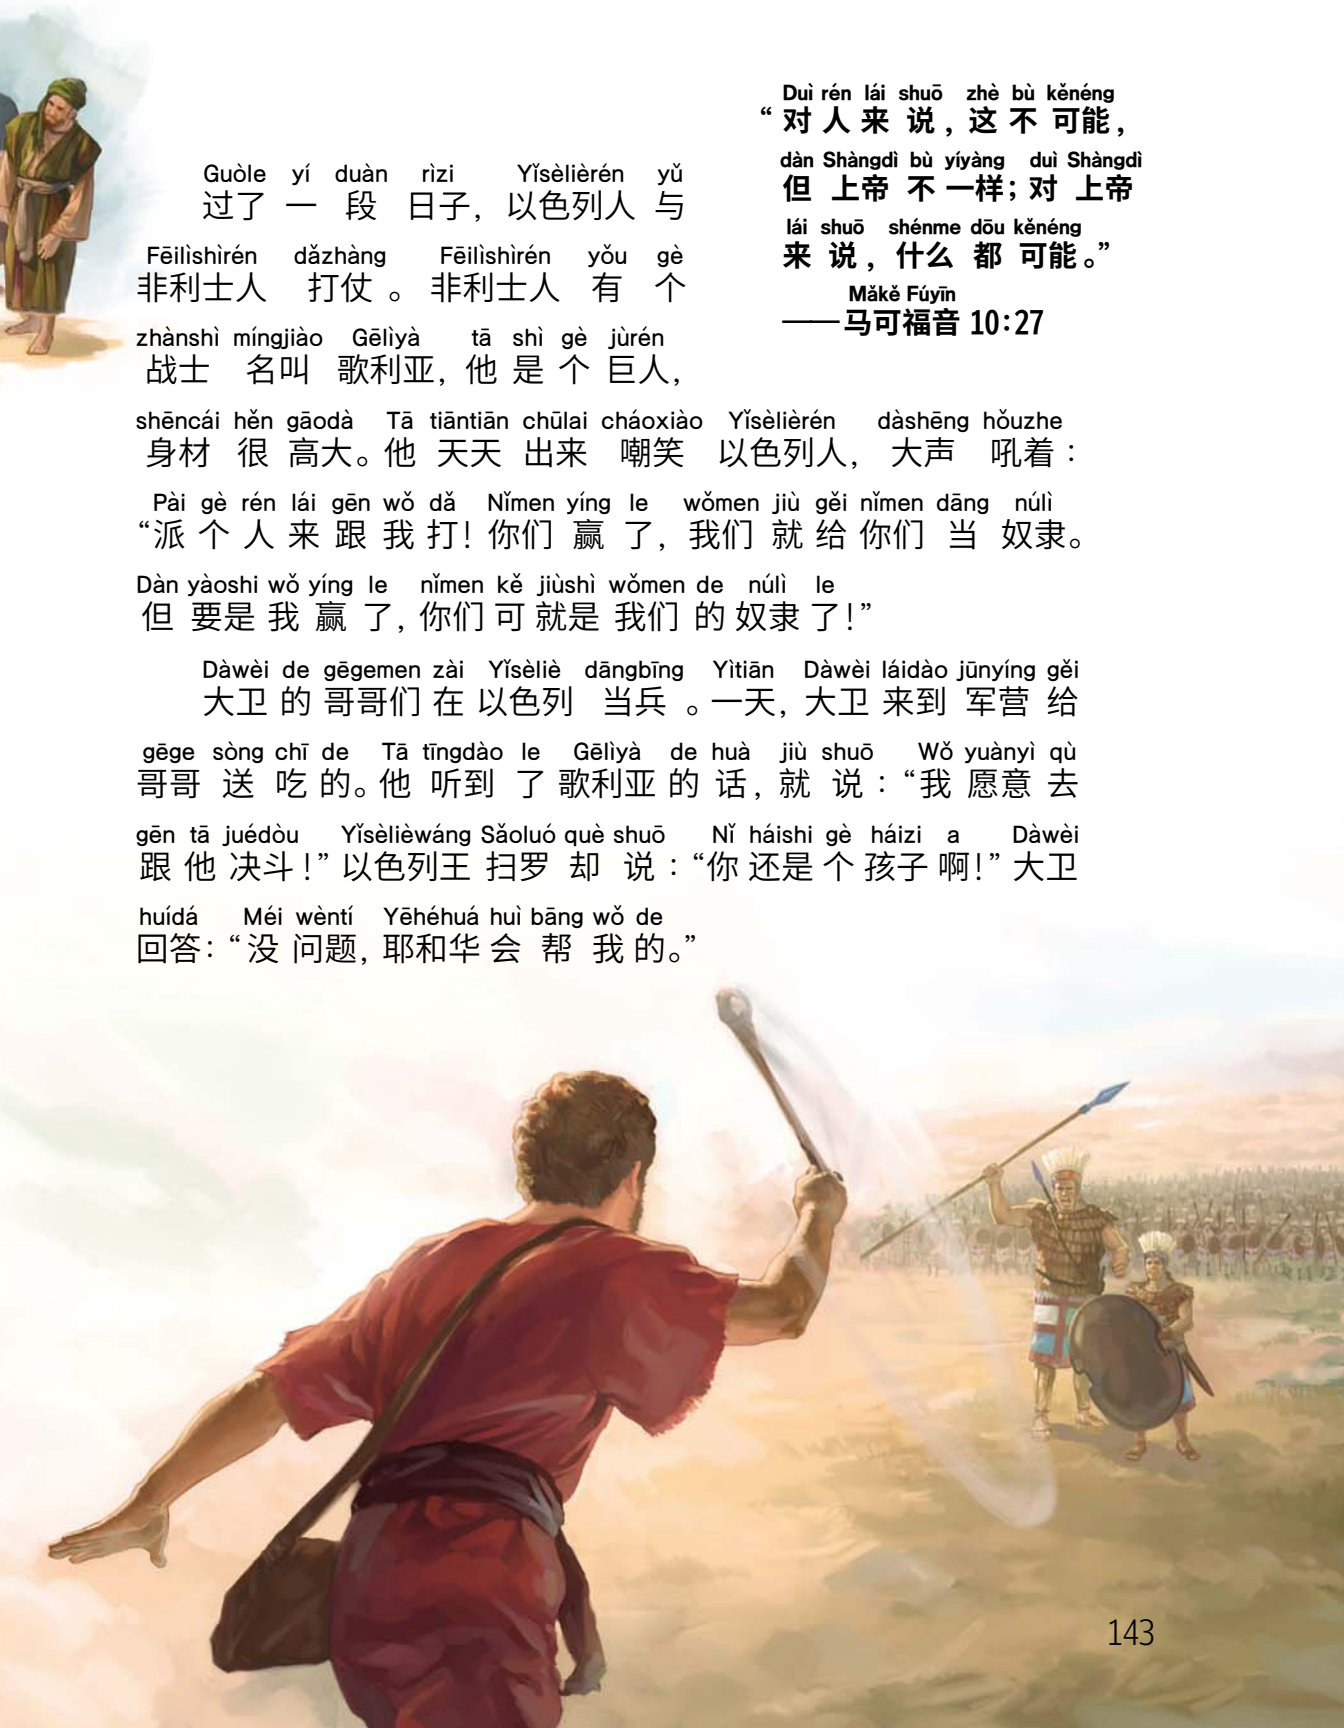 Guòle yí duàn rìzi Yǐsèlièrén yǔ
过了一段日子，以色列人与
Fēilìshìrén dǎzhàng Fēilìshìrén yǒu gè
非利士人打仗。非利士人有个
zhànshì míngjiào Gēlìyà tā shì gè jùrén
战士名叫歌利亚，他是个巨人，
shēncái hěn gāodà Tā tiāntiān chūlai cháoxiào Yǐsèlièrén dàshēng hǒuzhe
身材很高大。他天天出来嘲笑以色列人，大声吼着：
Pài gè rén lái gēn wǒ dǎ Nǐmen yíng le wǒmen jiù gěi nǐmen dāng núlì
“派个人来跟我打！你们赢了，我们就给你们当奴隶。
Dàn yàoshi wǒ yíng le nǐmen kě jiùshì wǒmen de núlì le
但要是我赢了，你们可就是我们的奴隶了！”
Dàwèi de gēgemen zài Yǐsèliè dāngbīng Yìtiān Dàwèi láidào jūnyíng gěi
大卫的哥哥们在以色列当兵。一天，大卫来到军营给
gēge sòng chī de Tā tīngdào le Gēlìyà de huà jiù shuō Wǒ yuànyì qù
哥哥送吃的。他听到了歌利亚的话，就说：“我愿意去
gēn tā juédòu Yǐsèlièwáng Sǎoluó què shuō Nǐ háishi gè háizi a Dàwèi
跟他决斗！”以色列王扫罗却说：“你还是个孩子啊！”大卫
huídá Méi wèntí Yēhéhuá huì bāng wǒ de
回答：“没问题，耶和华会帮我的。”
Duì rén lái shuō zhè bù kěnéng
“对人来说，这不可能，
dàn Shàngdì bù yíyàng duì Shàngdì
但上帝不一样；对上帝
lái shuō shénme dōu kěnéng
来说，什么都可能。”
Mǎkě Fúyīn
——马可福音 10:27
143